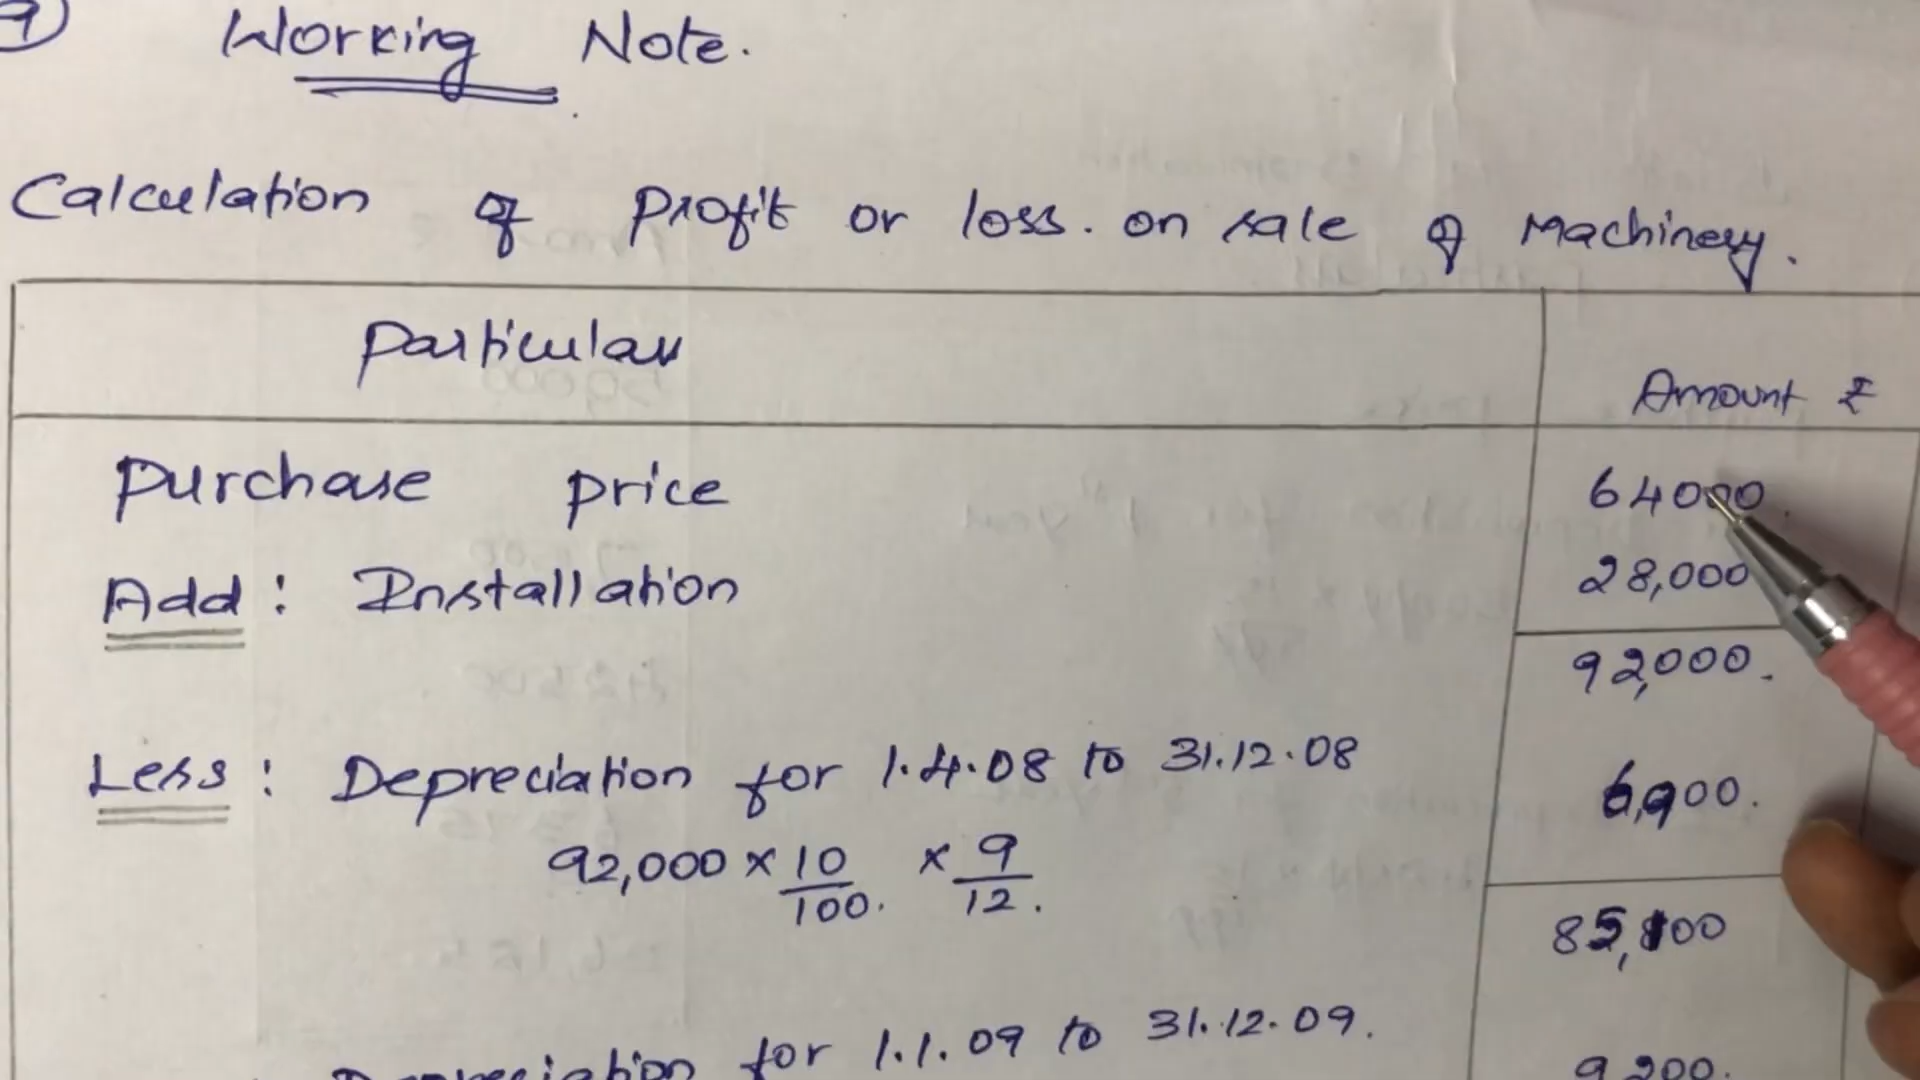 Working Note.
Calculation of Profit or loss. on sale of Machinery.
Particulars
Amount ₹
Purchase price 64000.
Add: Installation 28,000
92,000.
Less: Depreciation for 1.4.08 to 31.12.08 6,900.
92,000 × 10/100. × 9/12.
85,100
Depreciation for 1.1.09 to 31.12.09. 9,200.